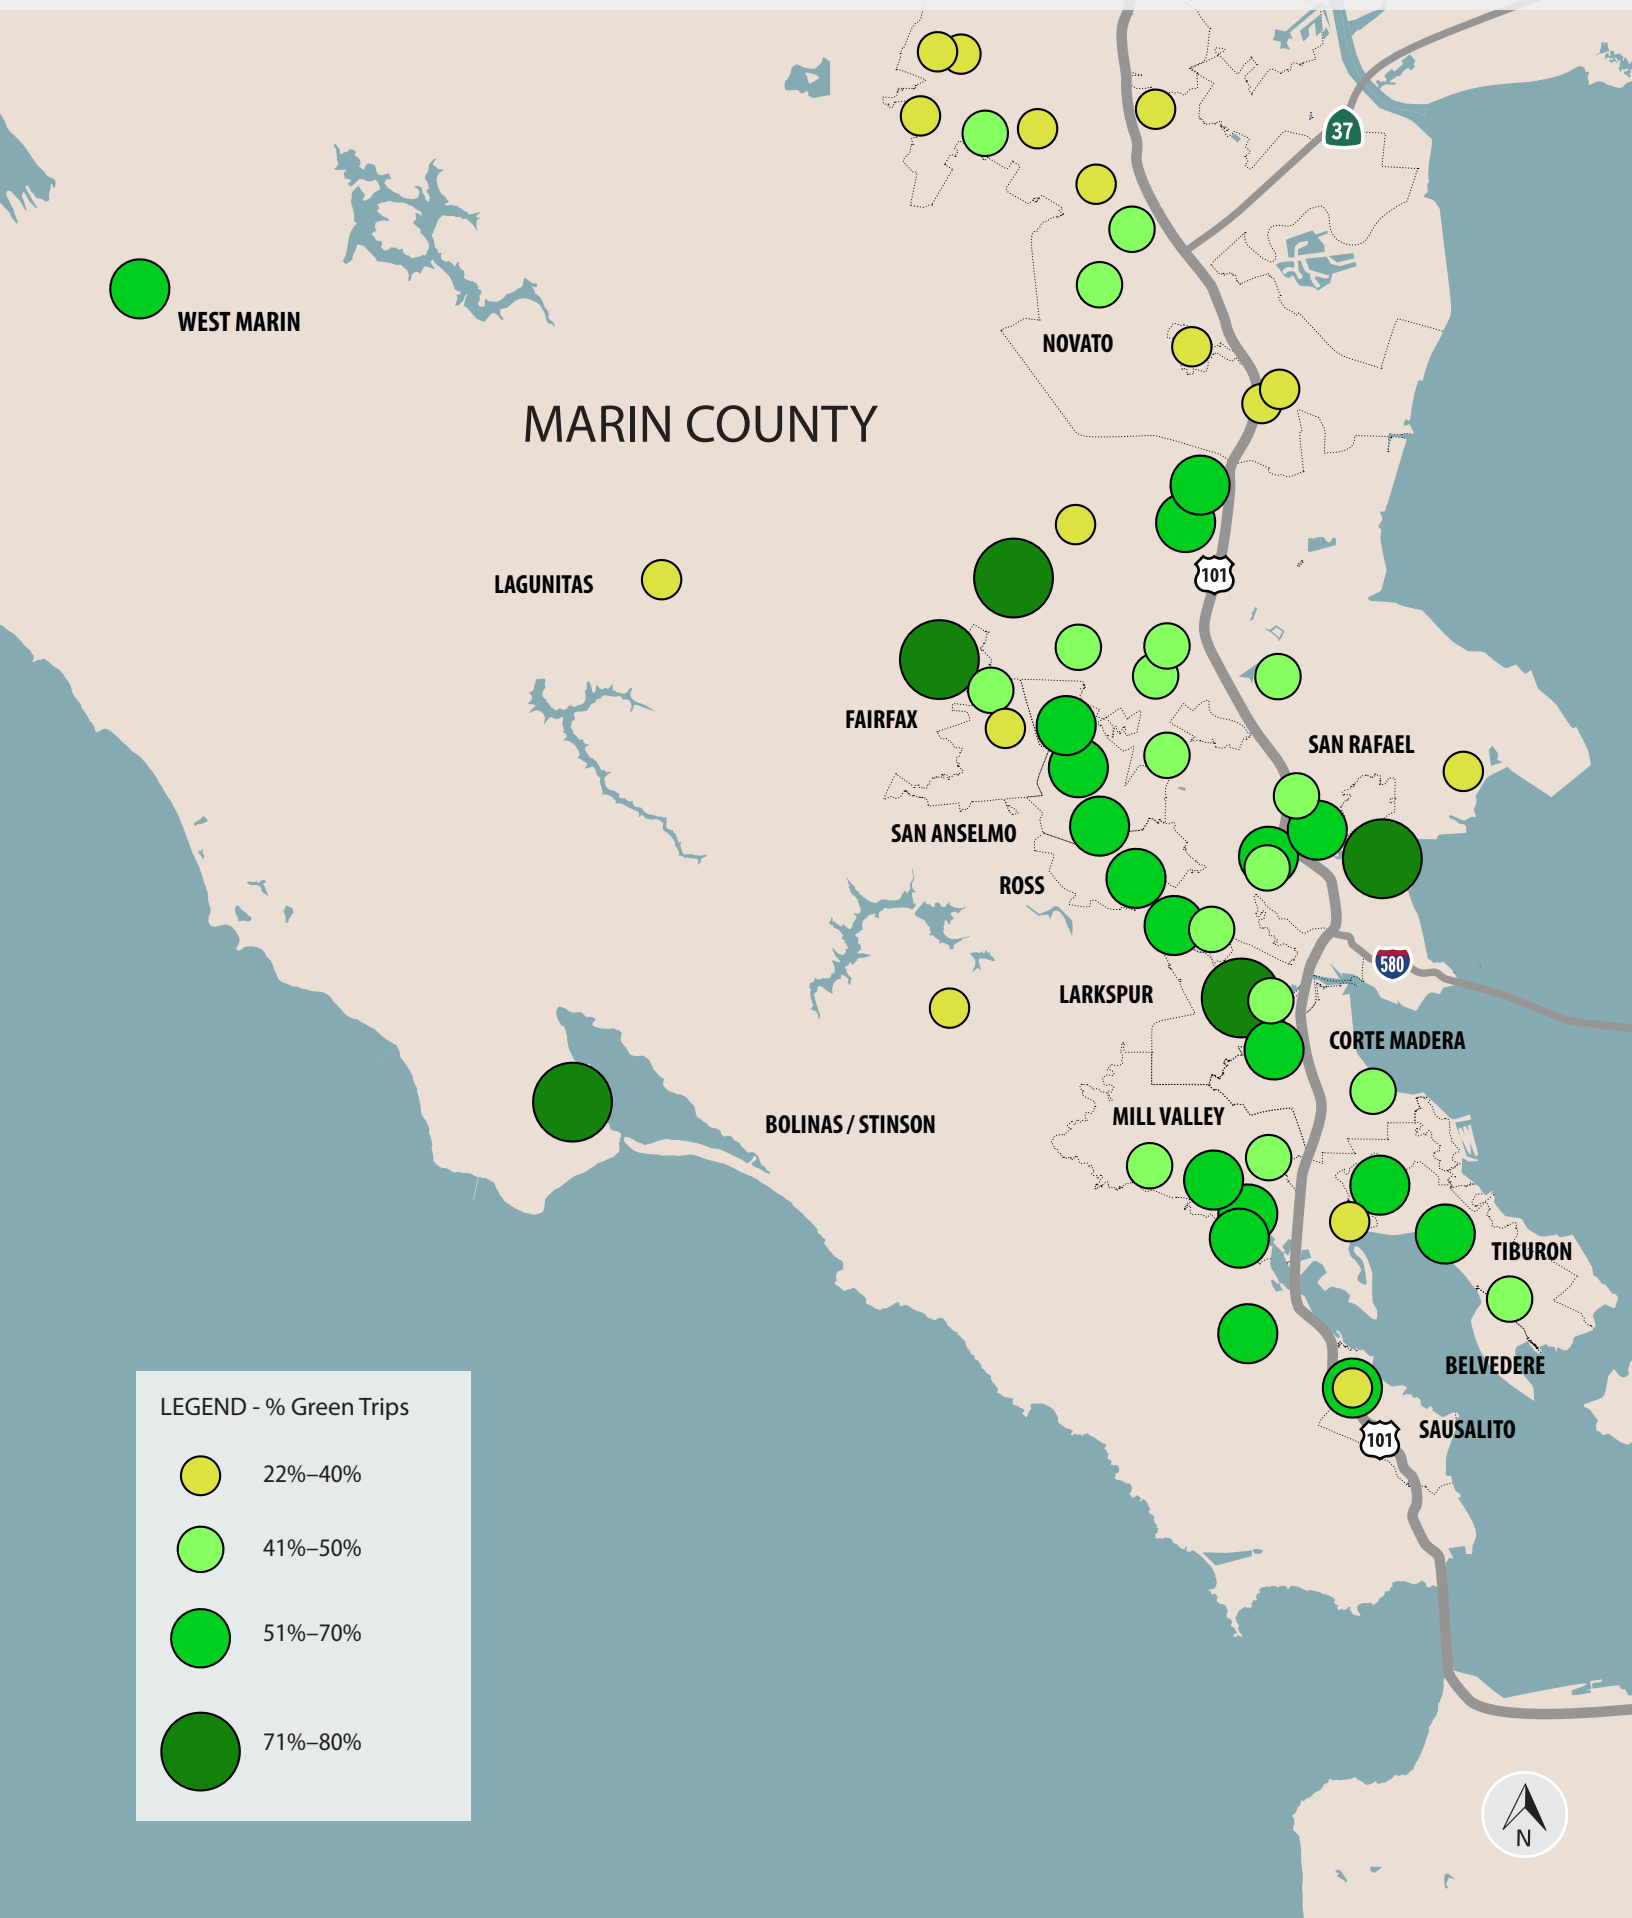 37
WEST MARIN
NOVATO
MARIN COUNTY
101
LAGUNITAS
FAIRFAX
SAN RAFAEL
SAN ANSELMO
ROSS
580
LARKSPUR
CORTE MADERA
MILL VALLEY
BOLINAS / STINSON
TIBURON
BELVEDERE
SAUSALITO
101
LEGEND - % Green Trips
22%–40%
41%–50%
51%–70%
71%–80%
N